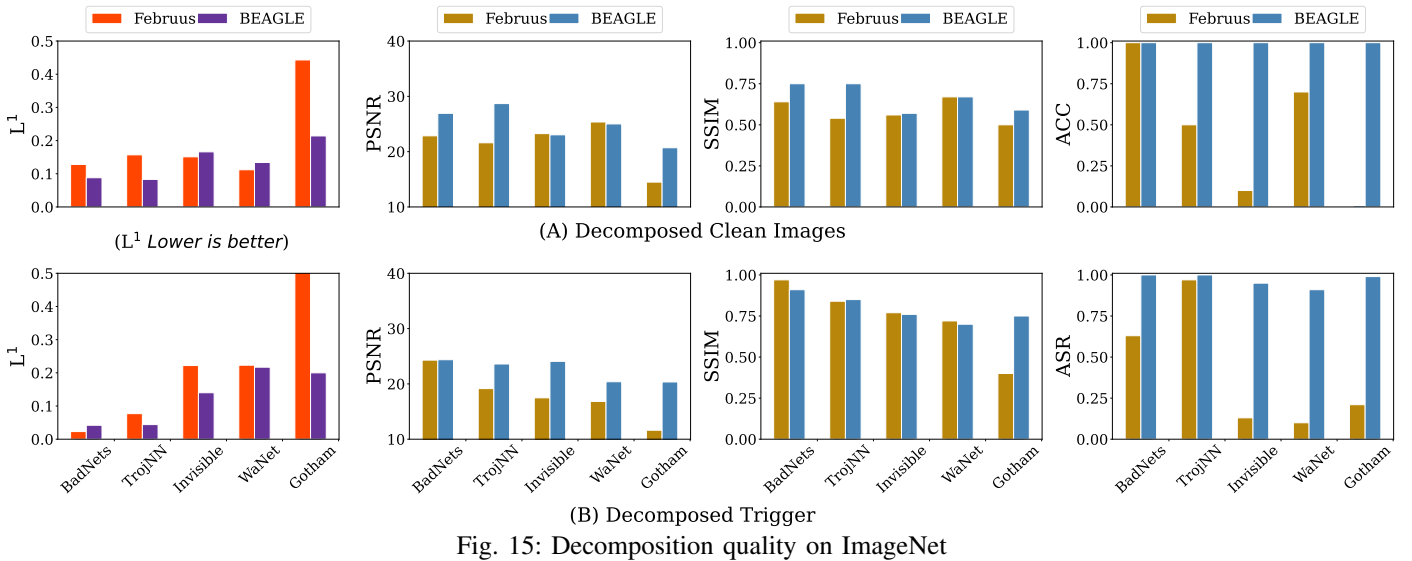 Februus BEAGLE
Februus BEAGLE
Februus BEAGLE
Februus BEAGLE
0.5
0.4
0.3
0.2
0.1
0.0
L¹
40
30
20
10
PSNR
1.00
0.75
0.50
0.25
0.00
SSIM
1.00
0.75
0.50
0.25
0.00
ACC
(L¹ Lower is better)
(A) Decomposed Clean Images
0.5
0.4
0.3
0.2
0.1
0.0
L¹
BadNets
TrojNN
Invisible
WaNet
Gotham
40
30
20
10
PSNR
BadNets
TrojNN
Invisible
WaNet
Gotham
1.00
0.75
0.50
0.25
0.00
SSIM
BadNets
TrojNN
Invisible
WaNet
Gotham
1.00
0.75
0.50
0.25
0.00
ASR
BadNets
TrojNN
Invisible
WaNet
Gotham
(B) Decomposed Trigger
Fig. 15: Decomposition quality on ImageNet